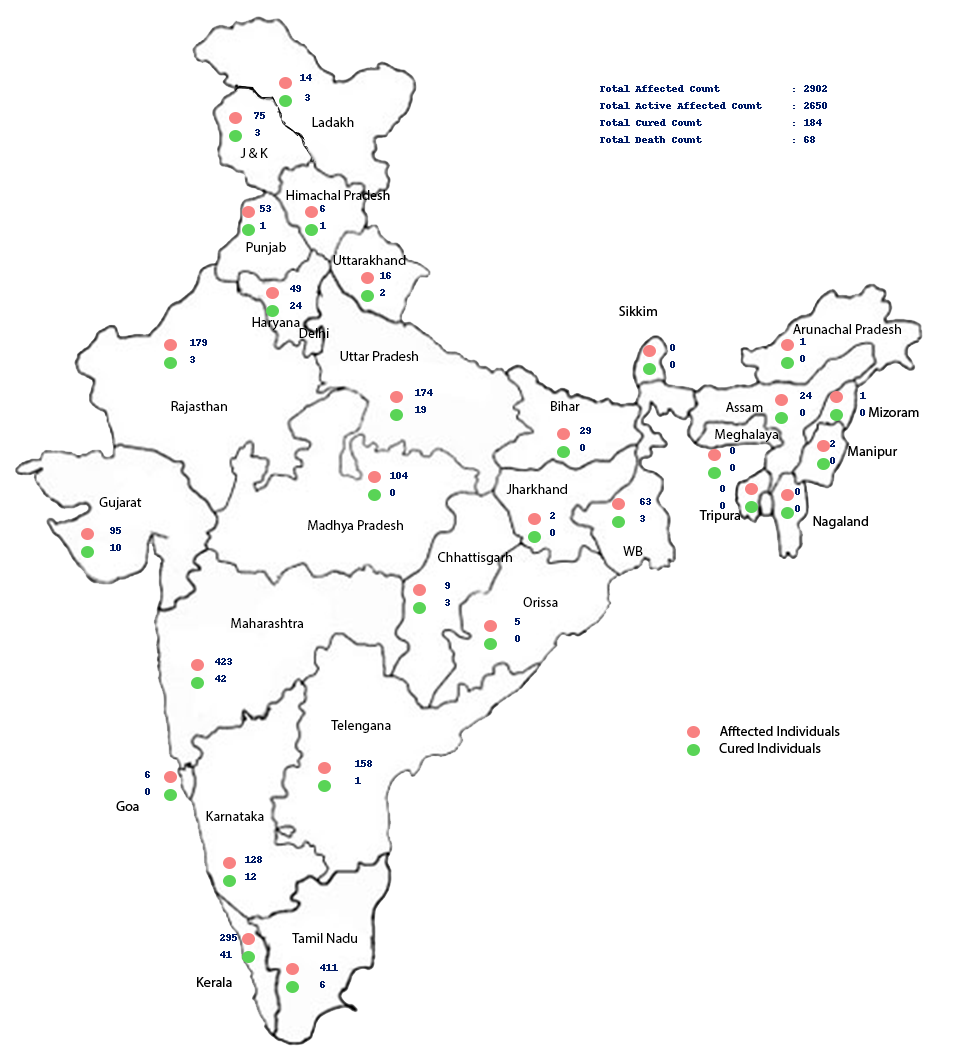 14
3
Ladakh
Total Affected Count : 2902
Total Active Affected Count : 2650
Total Cured Count : 184
Total Death Count : 68
75
3
J & K
Himachal Pradesh
6
1
53
1
Punjab
Uttarakhand
16
2
49
24
Haryana
Delhi
Sikkim
0
0
Arunachal Pradesh
1
0
179
3
Rajasthan
Uttar Pradesh
174
19
Bihar
29
0
Assam
24
0
1
0
Mizoram
Meghalaya
0
0
2
0
Manipur
104
0
Madhya Pradesh
Gujarat
95
10
Jharkhand
2
0
63
3
WB
0
0
Tripura
0
0
Nagaland
Chhattisgarh
9
3
Orissa
5
0
Maharashtra
423
42
Telengana
158
1
Afftected Individuals
Cured Individuals
6
0
Goa
Karnataka
128
12
295
41
Kerala
Tamil Nadu
411
6